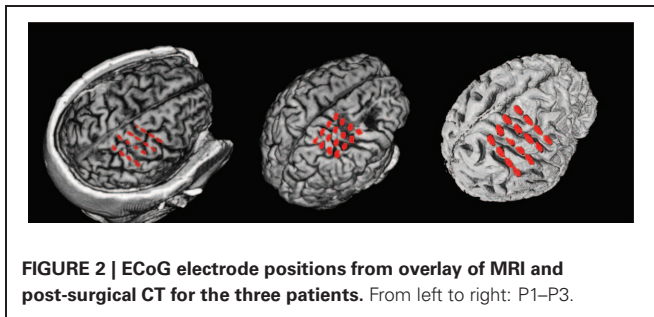 FIGURE 2 | ECoG electrode positions from overlay of MRI and
post-surgical CT for the three patients. From left to right: P1–P3.